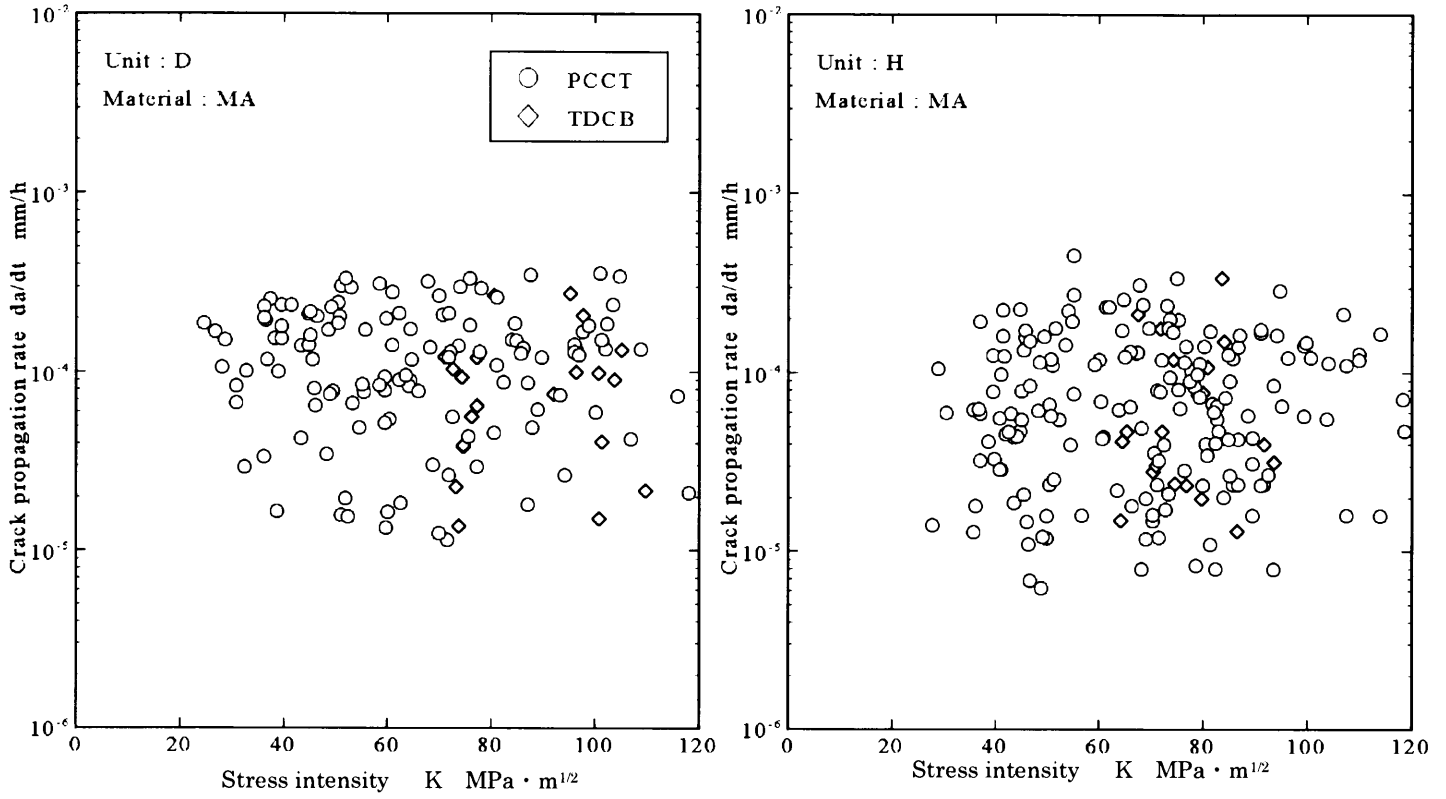 10⁻²
Unit : D
Material : MA
PCCT
TDCB
10⁻³
10⁻⁴
10⁻⁵
10⁻⁶
Crack propagation rate da/dt mm/h
0 20 40 60 80 100 120
Stress intensity K MPa · m¹/²
10⁻²
Unit : H
Material : MA
10⁻³
10⁻⁴
10⁻⁵
10⁻⁶
Crack propagation rate da/dt mm/h
0 20 40 60 80 100 120
Stress intensity K MPa · m¹/²